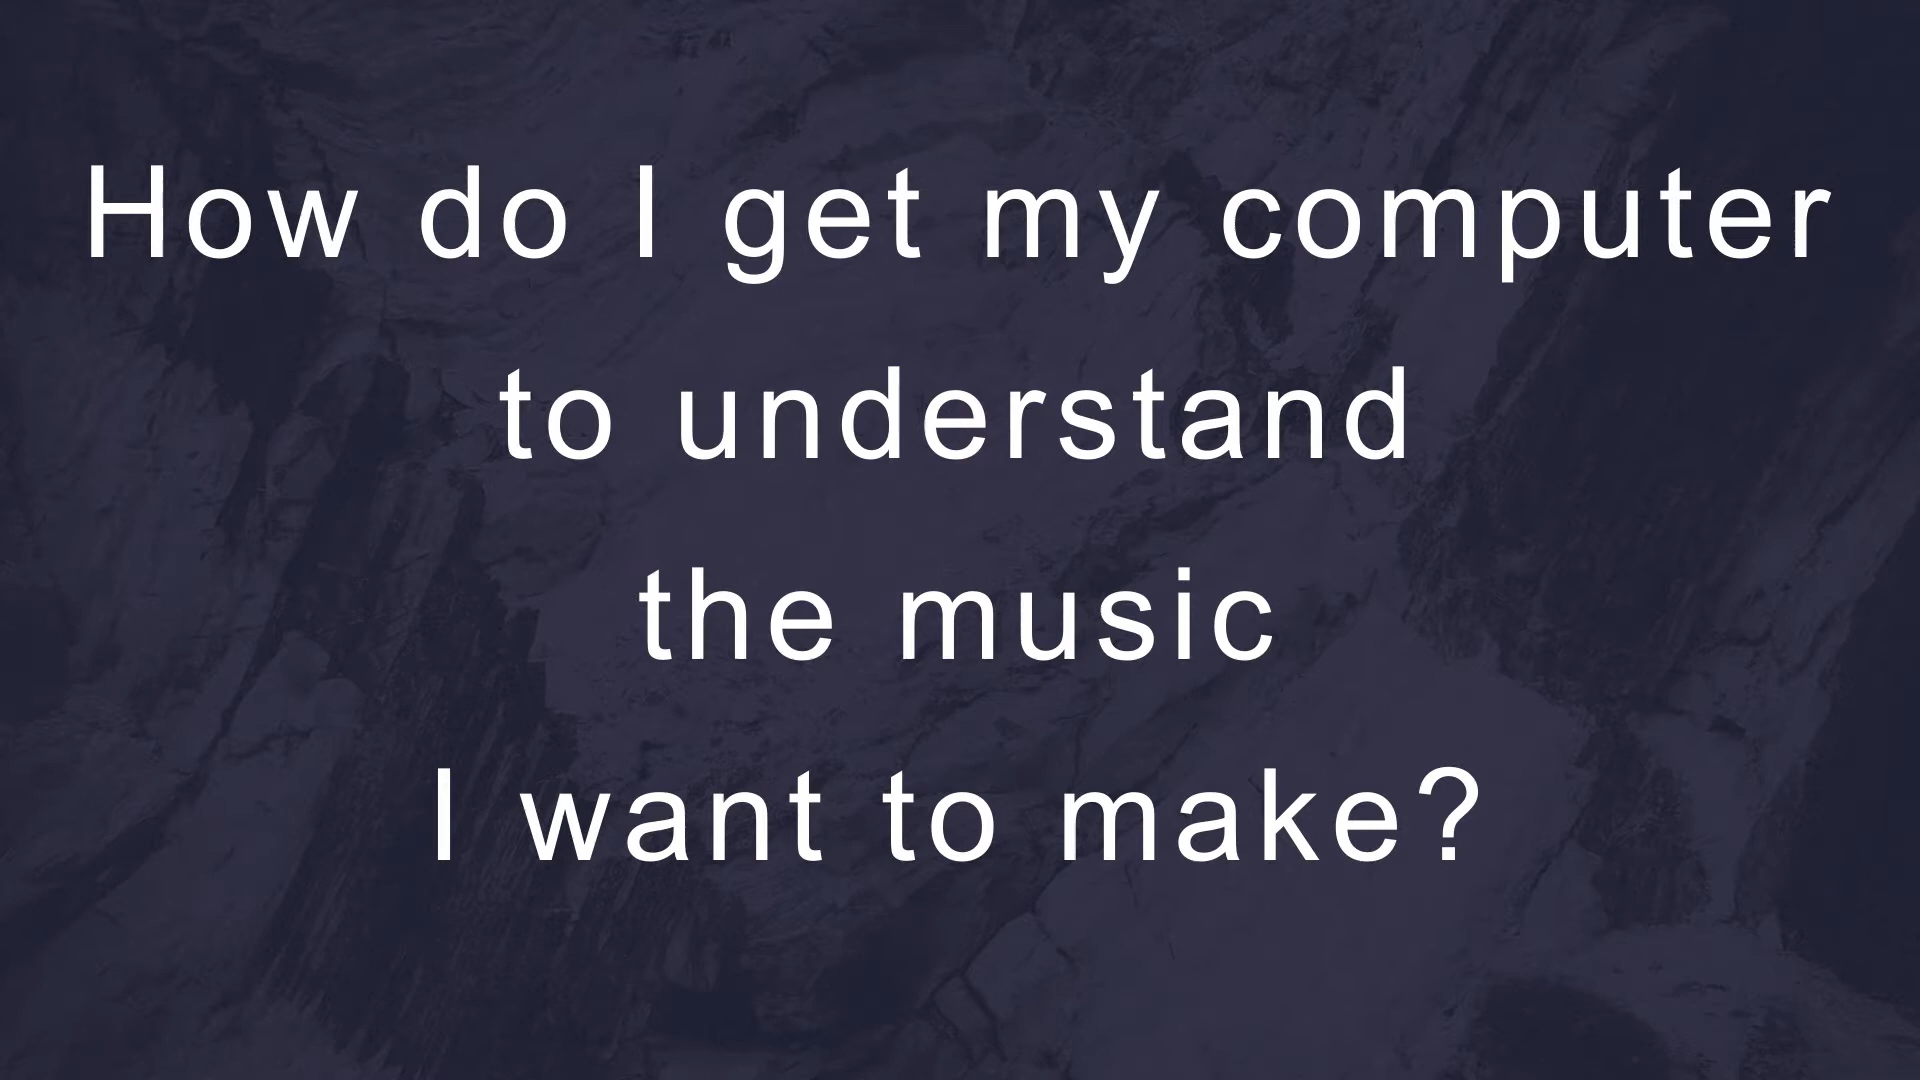 How do I get my computer
to understand
the music
I want to make?